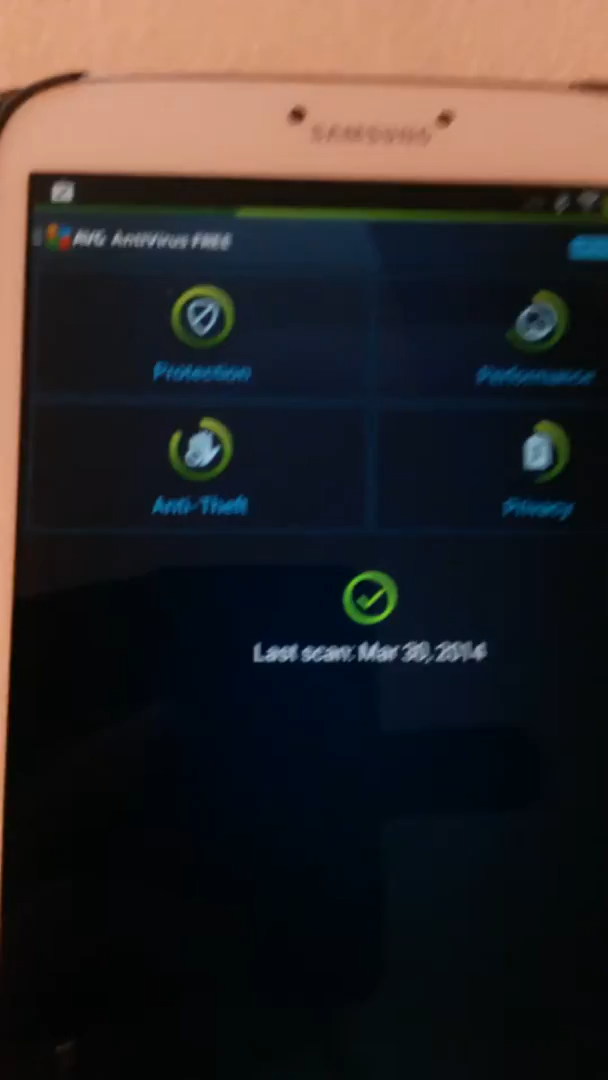 SAMSUNG
AVG AntiVirus FREE
Protection
Performance
Anti-Theft
Privacy
Last scan: Mar 30, 2014